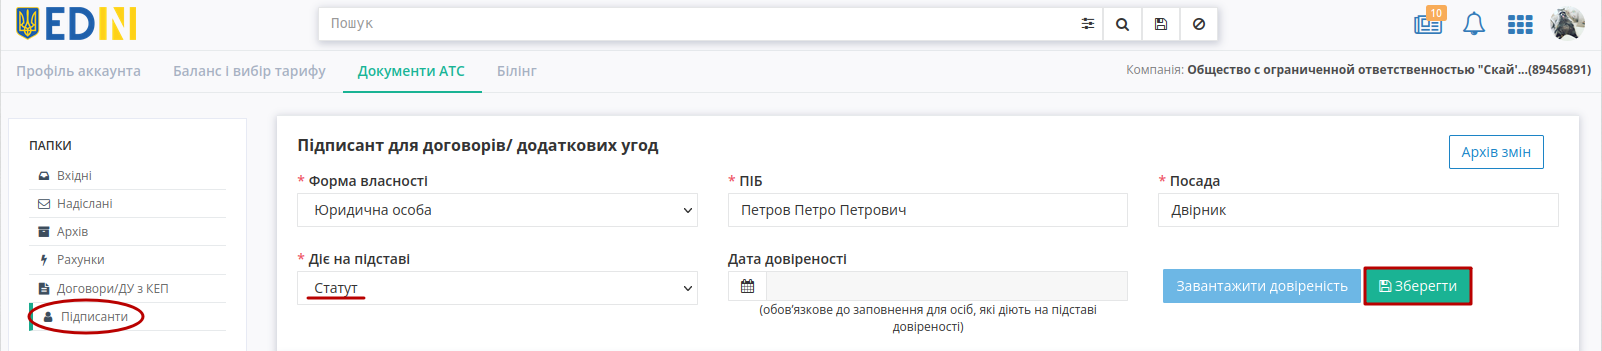 EDIN
Пошук
10
Профіль аккаунта
Баланс і вибір тарифу
Документи АТС
Білінг
Компанія: Общество с ограниченной ответственностью "Скай"...(89456891)
ПАПКИ
Вхідні
Надіслані
Архів
Рахунки
Договори/ДУ з КЕП
Підписанти
Підписант для договорів/ додаткових угод
Архів змін
* Форма власності
* ПІБ
* Посада
Юридична особа
Петров Петро Петрович
Двірник
* Діє на підставі
Дата довіреності
Статут
Завантажити довіреність
Зберегти
(обов'язкове до заповнення для осіб, які діють на підставі
довіреності)